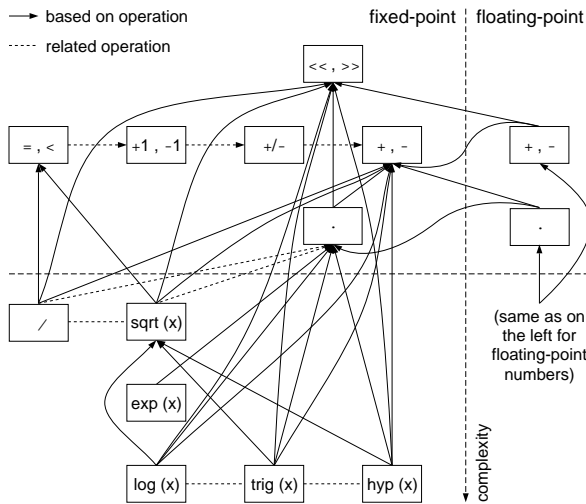 based on operation
related operation
fixed-point
floating-point
<< , >>
= , <
+1 , -1
+/-
+ , -
+ , -
.
.
/
sqrt (x)
(same as on
the left for
floating-point
numbers)
exp (x)
log (x)
trig (x)
hyp (x)
complexity